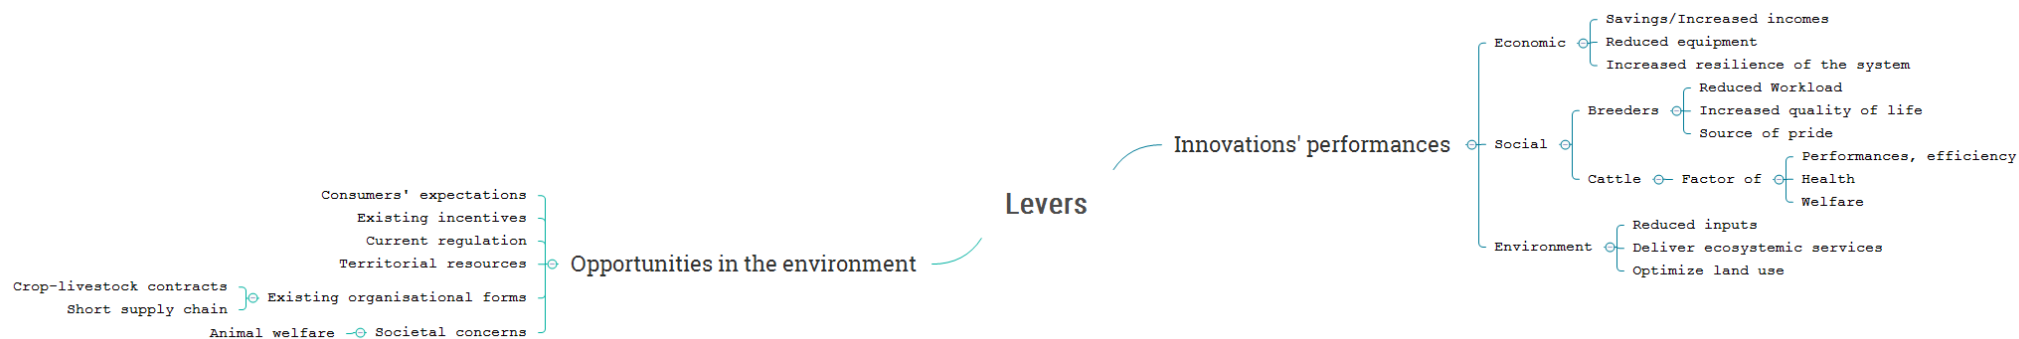 Levers
Innovations' performances
Economic
Savings/Increased incomes
Reduced equipment
Increased resilience of the system
Social
Breeders
Reduced Workload
Increased quality of life
Source of pride
Cattle
Factor of
Performances, efficiency
Health
Welfare
Environment
Reduced inputs
Deliver ecosystemic services
Optimize land use
Opportunities in the environment
Consumers' expectations
Existing incentives
Current regulation
Territorial resources
Existing organisational forms
Crop-livestock contracts
Short supply chain
Societal concerns
Animal welfare